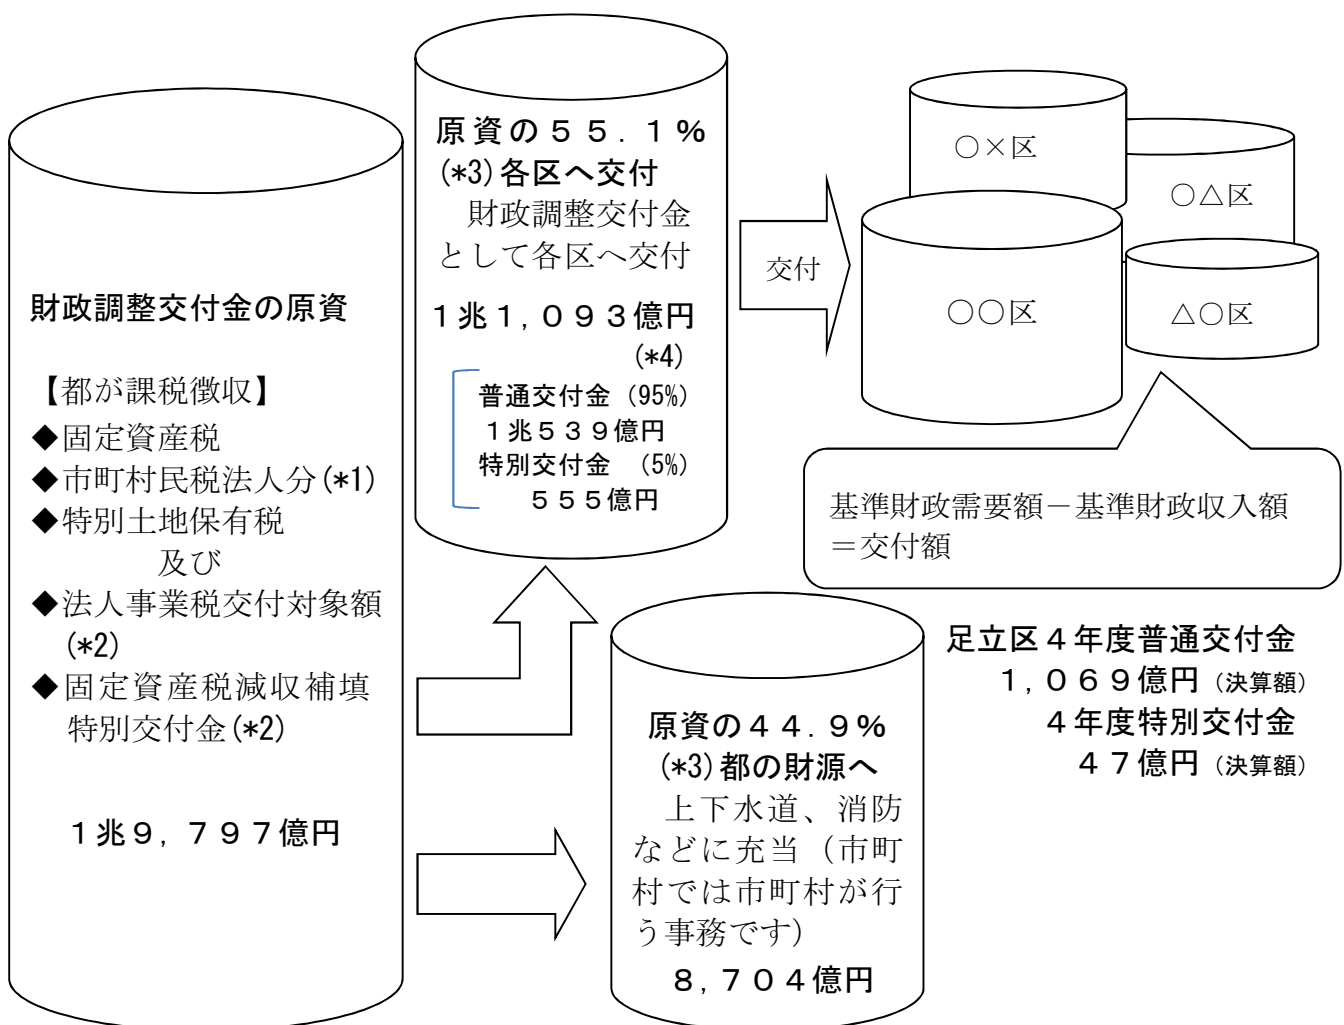 財政調整交付金の原資
【都が課税徴収】
◆固定資産税
◆市町村民税法人分(*1)
◆特別土地保有税
及び
◆法人事業税交付対象額
(*2)
◆固定資産税減収補填
特別交付金(*2)
１兆９，７９７億円
原資の５５.１%
(*3)各区へ交付
財政調整交付金
として各区へ交付
１兆１,０９３億円
(*4)
普通交付金（95%）
１兆５３９億円
特別交付金　（5%）
５５５億円
交付
○×区
○△区
○○区
△○区
基準財政需要額－基準財政収入額
＝交付額
原資の４４.９%
(*3)都の財源へ
上下水道、消防
などに充当（市町
村では市町村が行
う事務です）
８,７０４億円
足立区４年度普通交付金
１,０６９億円（決算額）
４年度特別交付金
４７億円（決算額）